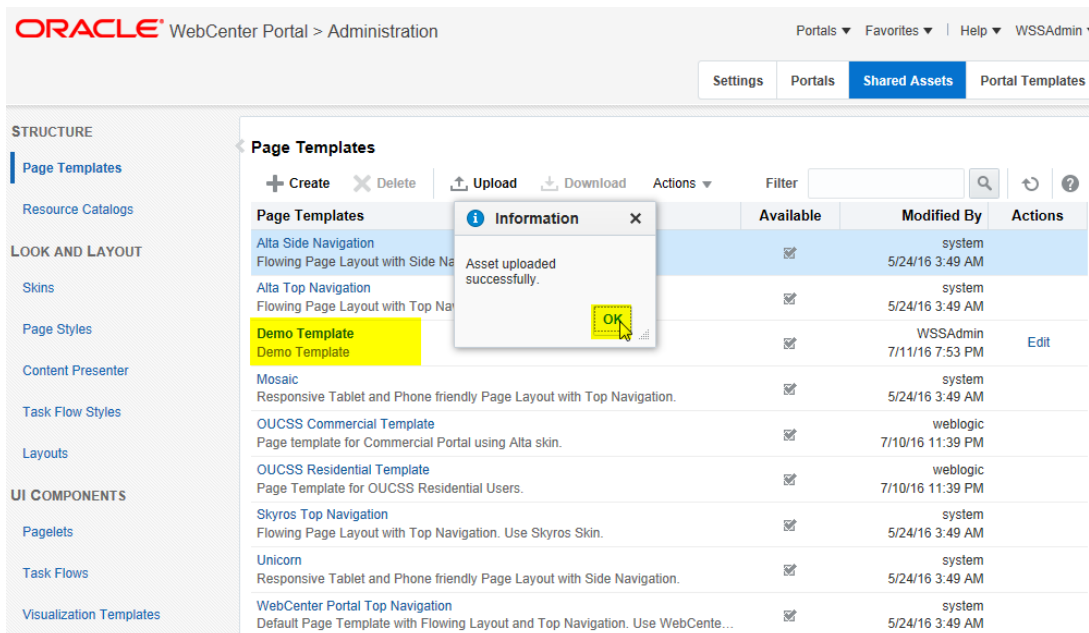 ORACLE® WebCenter Portal > Administration
Portals Favorites Help WSSAdmin
Settings Portals Shared Assets Portal Templates
STRUCTURE
Page Templates
Resource Catalogs
LOOK AND LAYOUT
Skins
Page Styles
Content Presenter
Task Flow Styles
Layouts
UI COMPONENTS
Pagelets
Task Flows
Visualization Templates
Page Templates
Create Delete Upload Download Actions Filter
Page Templates Available Modified By Actions
Alta Side Navigation system
Flowing Page Layout with Side Na 5/24/16 3:49 AM
Alta Top Navigation system
Flowing Page Layout with Top Na 5/24/16 3:49 AM
Demo Template WSSAdmin
Demo Template 7/11/16 7:53 PM Edit
Mosaic system
Responsive Tablet and Phone friendly Page Layout with Top Navigation. 5/24/16 3:49 AM
OUCSS Commercial Template weblogic
Page template for Commercial Portal using Alta skin. 7/10/16 11:39 PM
OUCSS Residential Template weblogic
Page Template for OUCSS Residential Users. 7/10/16 11:39 PM
Skyros Top Navigation system
Flowing Page Layout with Top Navigation. Use Skyros Skin. 5/24/16 3:49 AM
Unicorn system
Responsive Tablet and Phone friendly Page Layout with Side Navigation. 5/24/16 3:49 AM
WebCenter Portal Top Navigation system
Default Page Template with Flowing Layout and Top Navigation. Use WebCente... 5/24/16 3:49 AM
Information
Asset uploaded
successfully.
OK